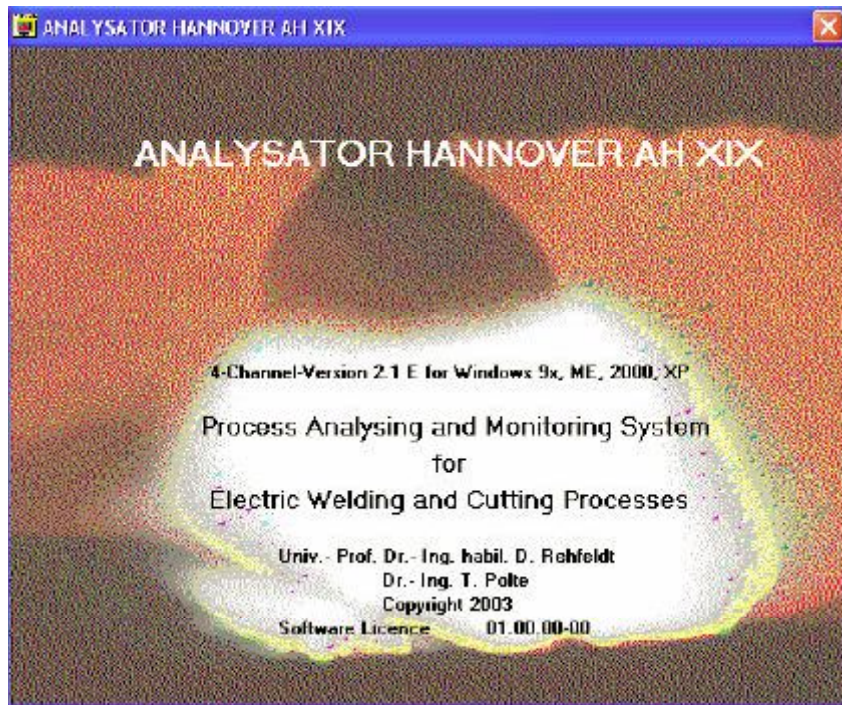 ANALYSATOR HANNOVER AH XIX
ANALYSATOR HANNOVER AH XIX
4-Channel-Version 2.1 E for Windows 9x, ME, 2000, XP
Process Analysing and Monitoring System
for
Electric Welding and Cutting Processes
Univ.- Prof. Dr.- Ing. habil. D. Rehfeldt
Dr.- Ing. T. Polte
Copyright 2003
Software Licence 01.00.00-00